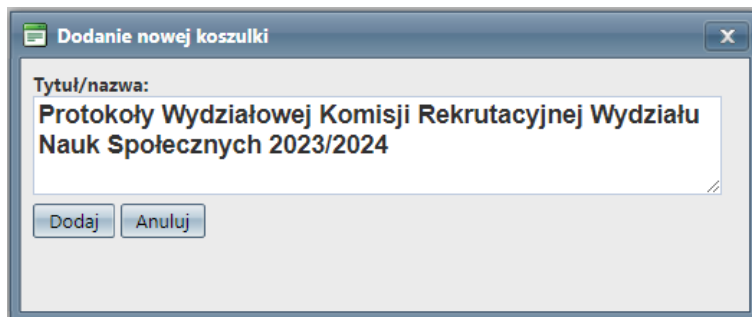 Dodanie nowej koszulki
x
Tytuł/nazwa:
Protokoły Wydziałowej Komisji Rekrutacyjnej Wydziału
Nauk Społecznych 2023/2024
Dodaj Anuluj